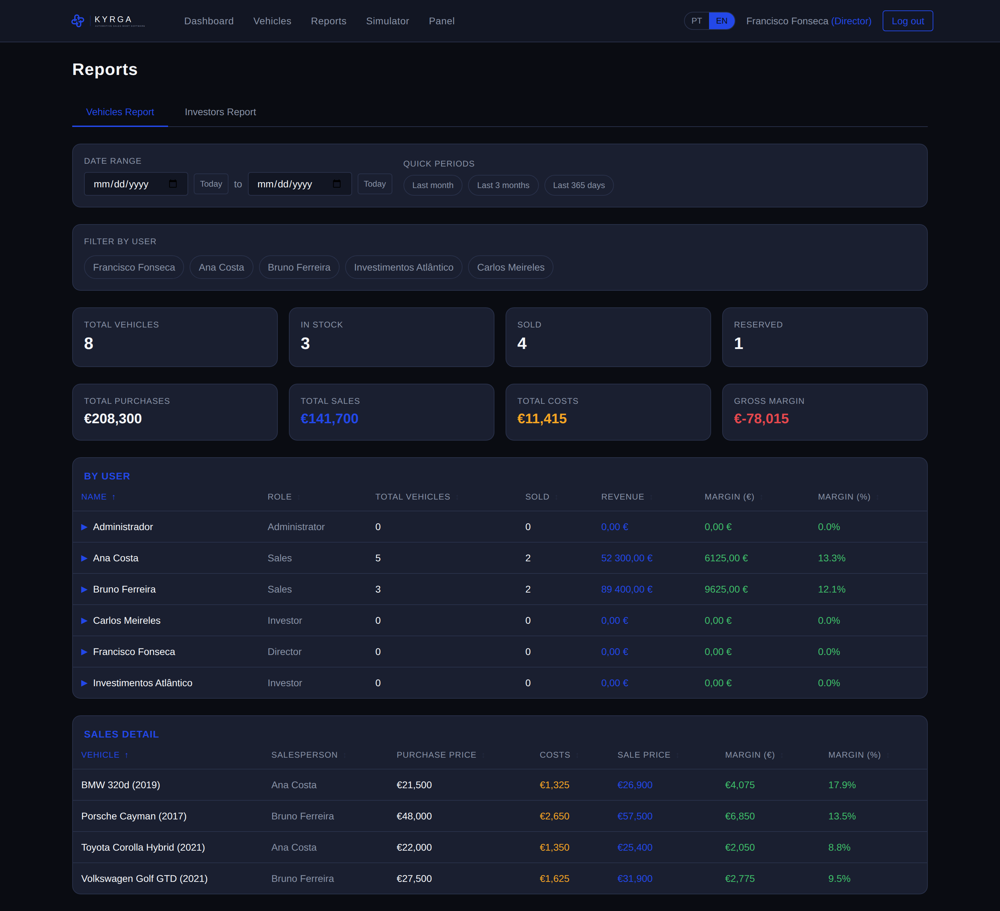 KYRGA
AUTOMOTIVE SALES MGMT SOFTWARE
Dashboard Vehicles Reports Simulator Panel
PT EN Francisco Fonseca (Director) Log out
Reports
Vehicles Report Investors Report
DATE RANGE
mm/dd/yyyy Today to mm/dd/yyyy Today
QUICK PERIODS
Last month Last 3 months Last 365 days
FILTER BY USER
Francisco Fonseca Ana Costa Bruno Ferreira Investimentos Atlântico Carlos Meireles
TOTAL VEHICLES IN STOCK SOLD RESERVED
8 3 4 1
TOTAL PURCHASES TOTAL SALES TOTAL COSTS GROSS MARGIN
€208,300 €141,700 €11,415 €-78,015
BY USER
NAME ↑ ROLE TOTAL VEHICLES SOLD REVENUE MARGIN (€) MARGIN (%)
▶ Administrador Administrator 0 0 0,00 € 0,00 € 0.0%
▶ Ana Costa Sales 5 2 52 300,00 € 6125,00 € 13.3%
▶ Bruno Ferreira Sales 3 2 89 400,00 € 9625,00 € 12.1%
▶ Carlos Meireles Investor 0 0 0,00 € 0,00 € 0.0%
▶ Francisco Fonseca Director 0 0 0,00 € 0,00 € 0.0%
▶ Investimentos Atlântico Investor 0 0 0,00 € 0,00 € 0.0%
SALES DETAIL
VEHICLE ↑ SALESPERSON PURCHASE PRICE COSTS SALE PRICE MARGIN (€) MARGIN (%)
BMW 320d (2019) Ana Costa €21,500 €1,325 €26,900 €4,075 17.9%
Porsche Cayman (2017) Bruno Ferreira €48,000 €2,650 €57,500 €6,850 13.5%
Toyota Corolla Hybrid (2021) Ana Costa €22,000 €1,350 €25,400 €2,050 8.8%
Volkswagen Golf GTD (2021) Bruno Ferreira €27,500 €1,625 €31,900 €2,775 9.5%